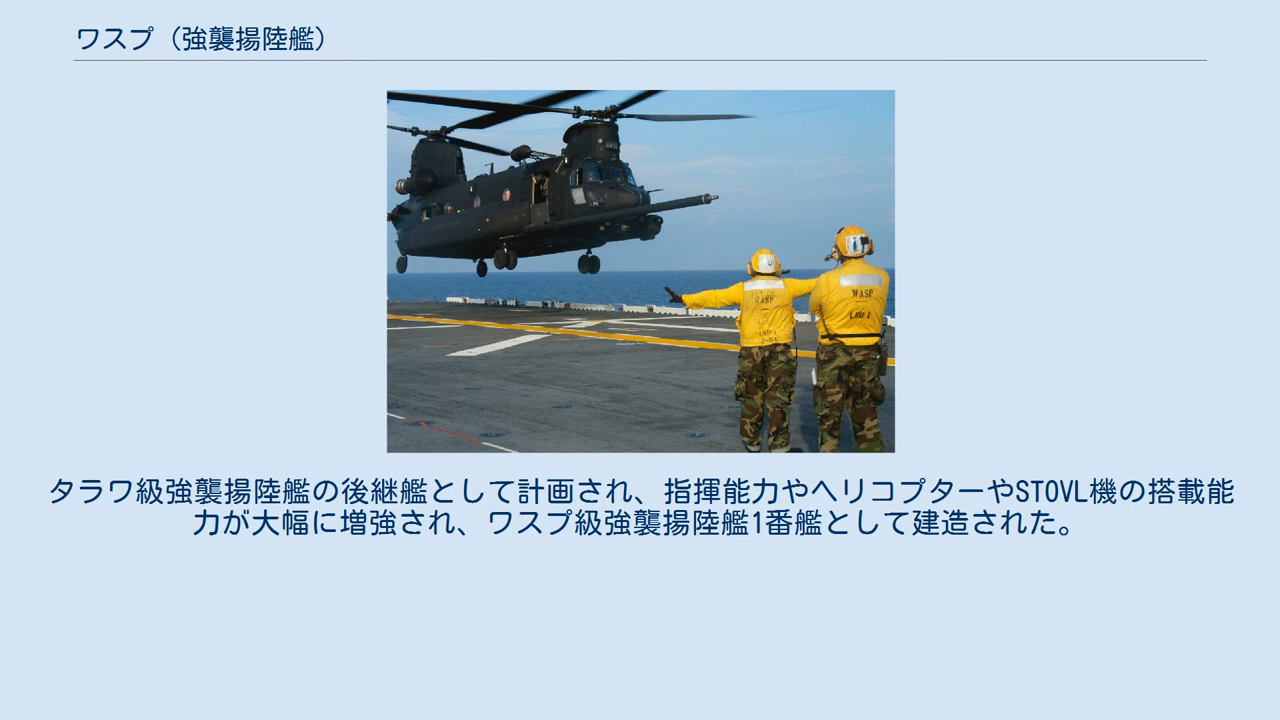 ワスプ（強襲揚陸艦）
WASP
WASP
タラワ級強襲揚陸艦の後継艦として計画され、指揮能力やヘリコプターやSTOVL機の搭載能
力が大幅に増強され、ワスプ級強襲揚陸艦1番艦として建造された。